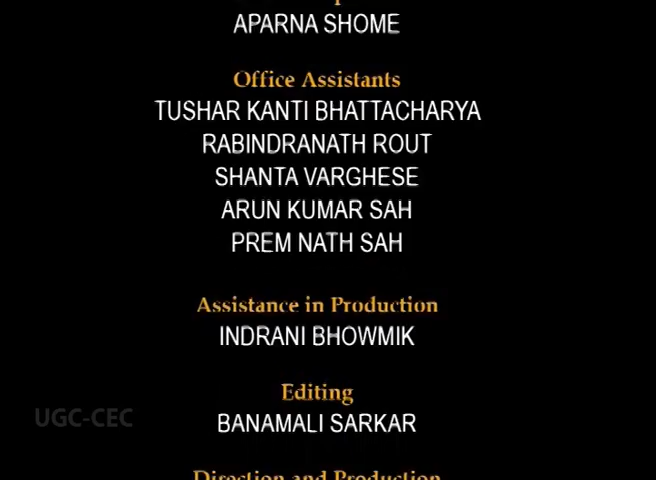 APARNA SHOME
Office Assistants
TUSHAR KANTI BHATTACHARYA
RABINDRANATH ROUT
SHANTA VARGHESE
ARUN KUMAR SAH
PREM NATH SAH
Assistance in Production
INDRANI BHOWMIK
Editing
UGC-CEC
BANAMALI SARKAR
Direction and Production